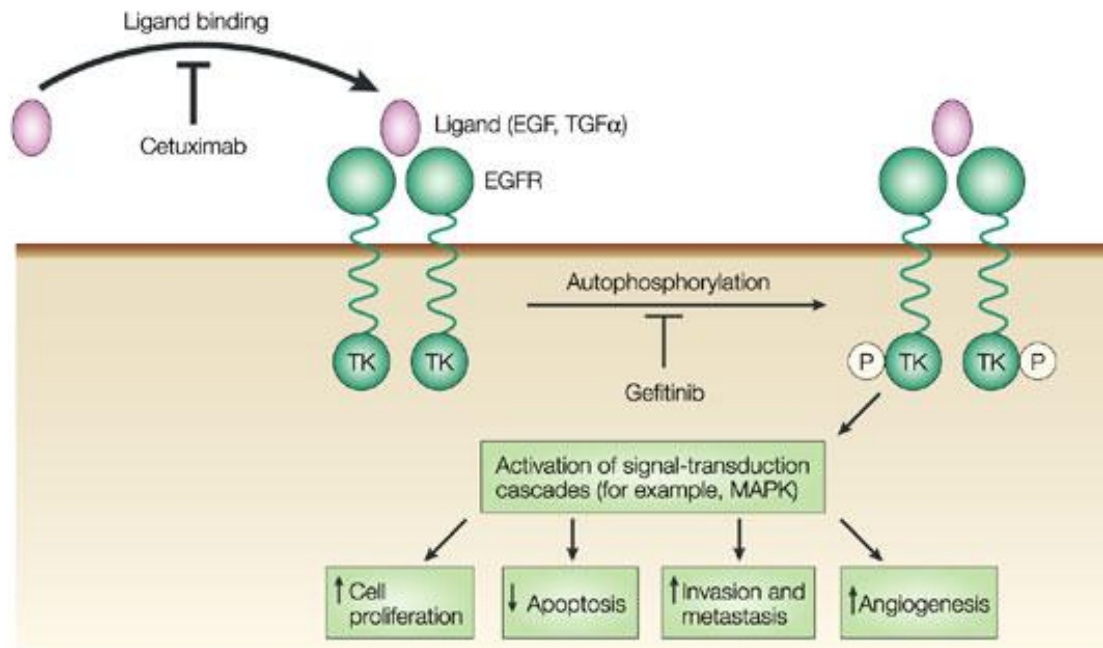 Ligand binding
Cetuximab
Ligand (EGF, TGFα)
EGFR
Autophosphorylation
Gefitinib
TK
TK
P
TK
TK
P
Activation of signal-transduction
cascades (for example, MAPK)
↑ Cell
proliferation
↓ Apoptosis
↑ Invasion and
metastasis
↑ Angiogenesis